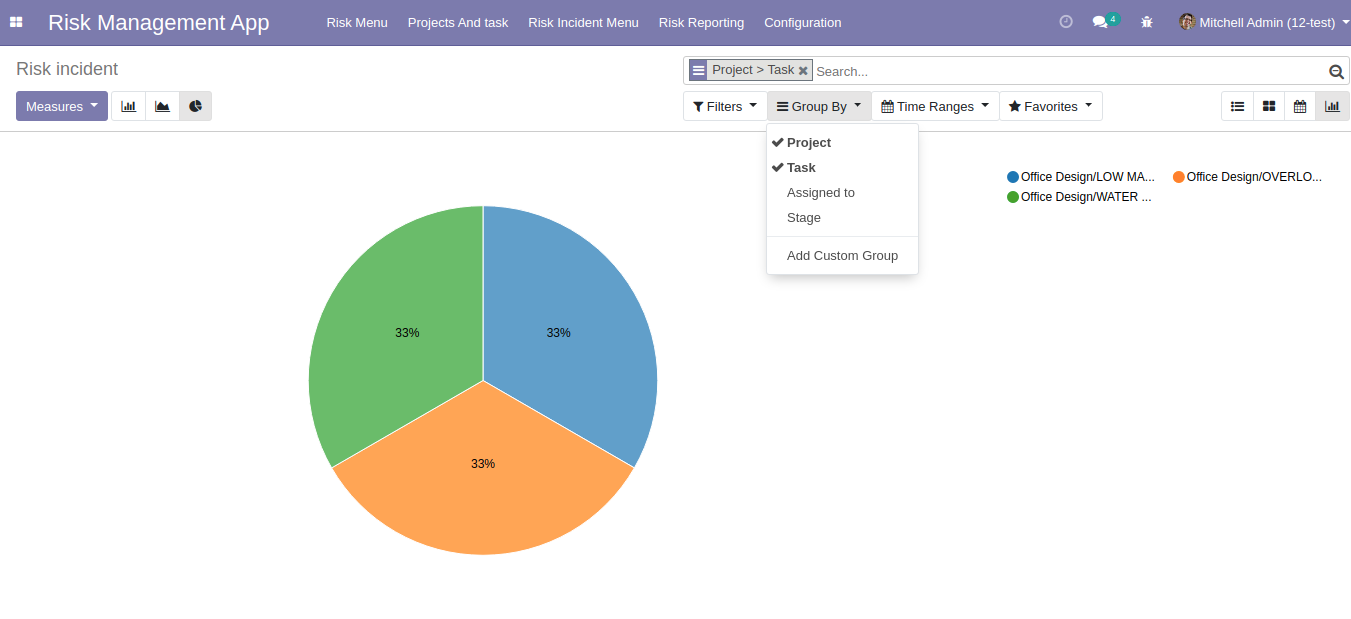 Risk Management App Risk Menu Projects And task Risk Incident Menu Risk Reporting Configuration 4 Mitchell Admin (12-test)
Risk incident
Project > Task Search...
Measures
Filters Group By Time Ranges Favorites
Project
Task
Assigned to
Stage
Add Custom Group
Office Design/LOW MA... Office Design/OVERLO...
Office Design/WATER ...
33% 33%
33%